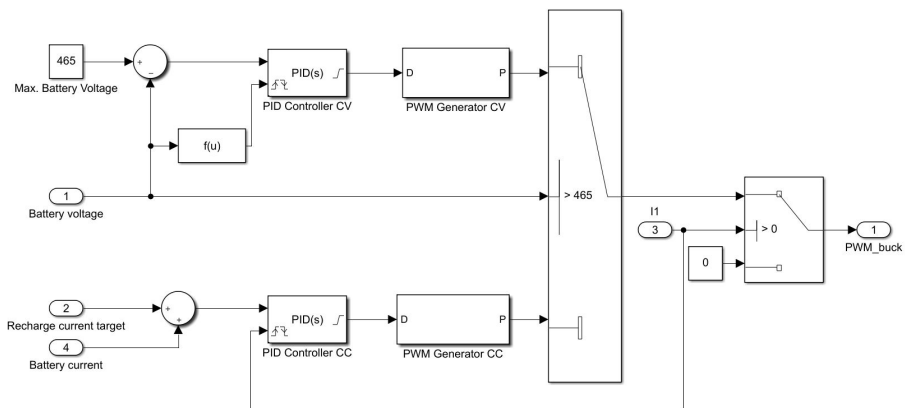 465
+
−
Max. Battery Voltage
PID(s)
PID Controller CV
D
P
PWM Generator CV
f(u)
1
Battery voltage
> 465
I1
3
> 0
0
1
PWM_buck
2
Recharge current target
+
+
4
Battery current
PID(s)
PID Controller CC
D
P
PWM Generator CC